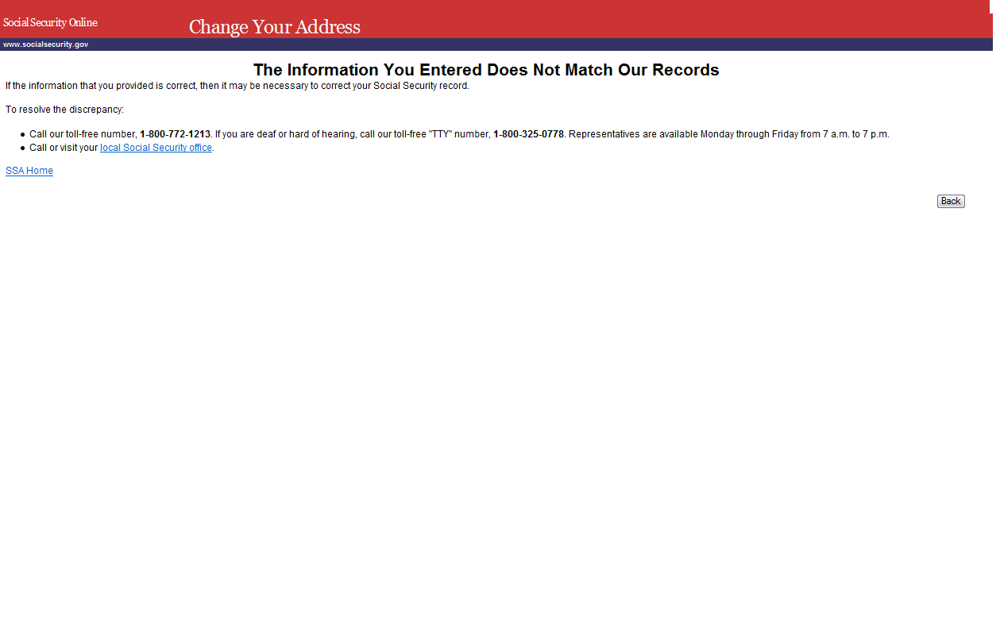 Social Security Online
Change Your Address
www.socialsecurity.gov
The Information You Entered Does Not Match Our Records
If the information that you provided is correct, then it may be necessary to correct your Social Security record.
To resolve the discrepancy:
• Call our toll-free number, 1-800-772-1213. If you are deaf or hard of hearing, call our toll-free "TTY" number, 1-800-325-0778. Representatives are available Monday through Friday from 7 a.m. to 7 p.m.
• Call or visit your local Social Security office.
SSA Home
Back